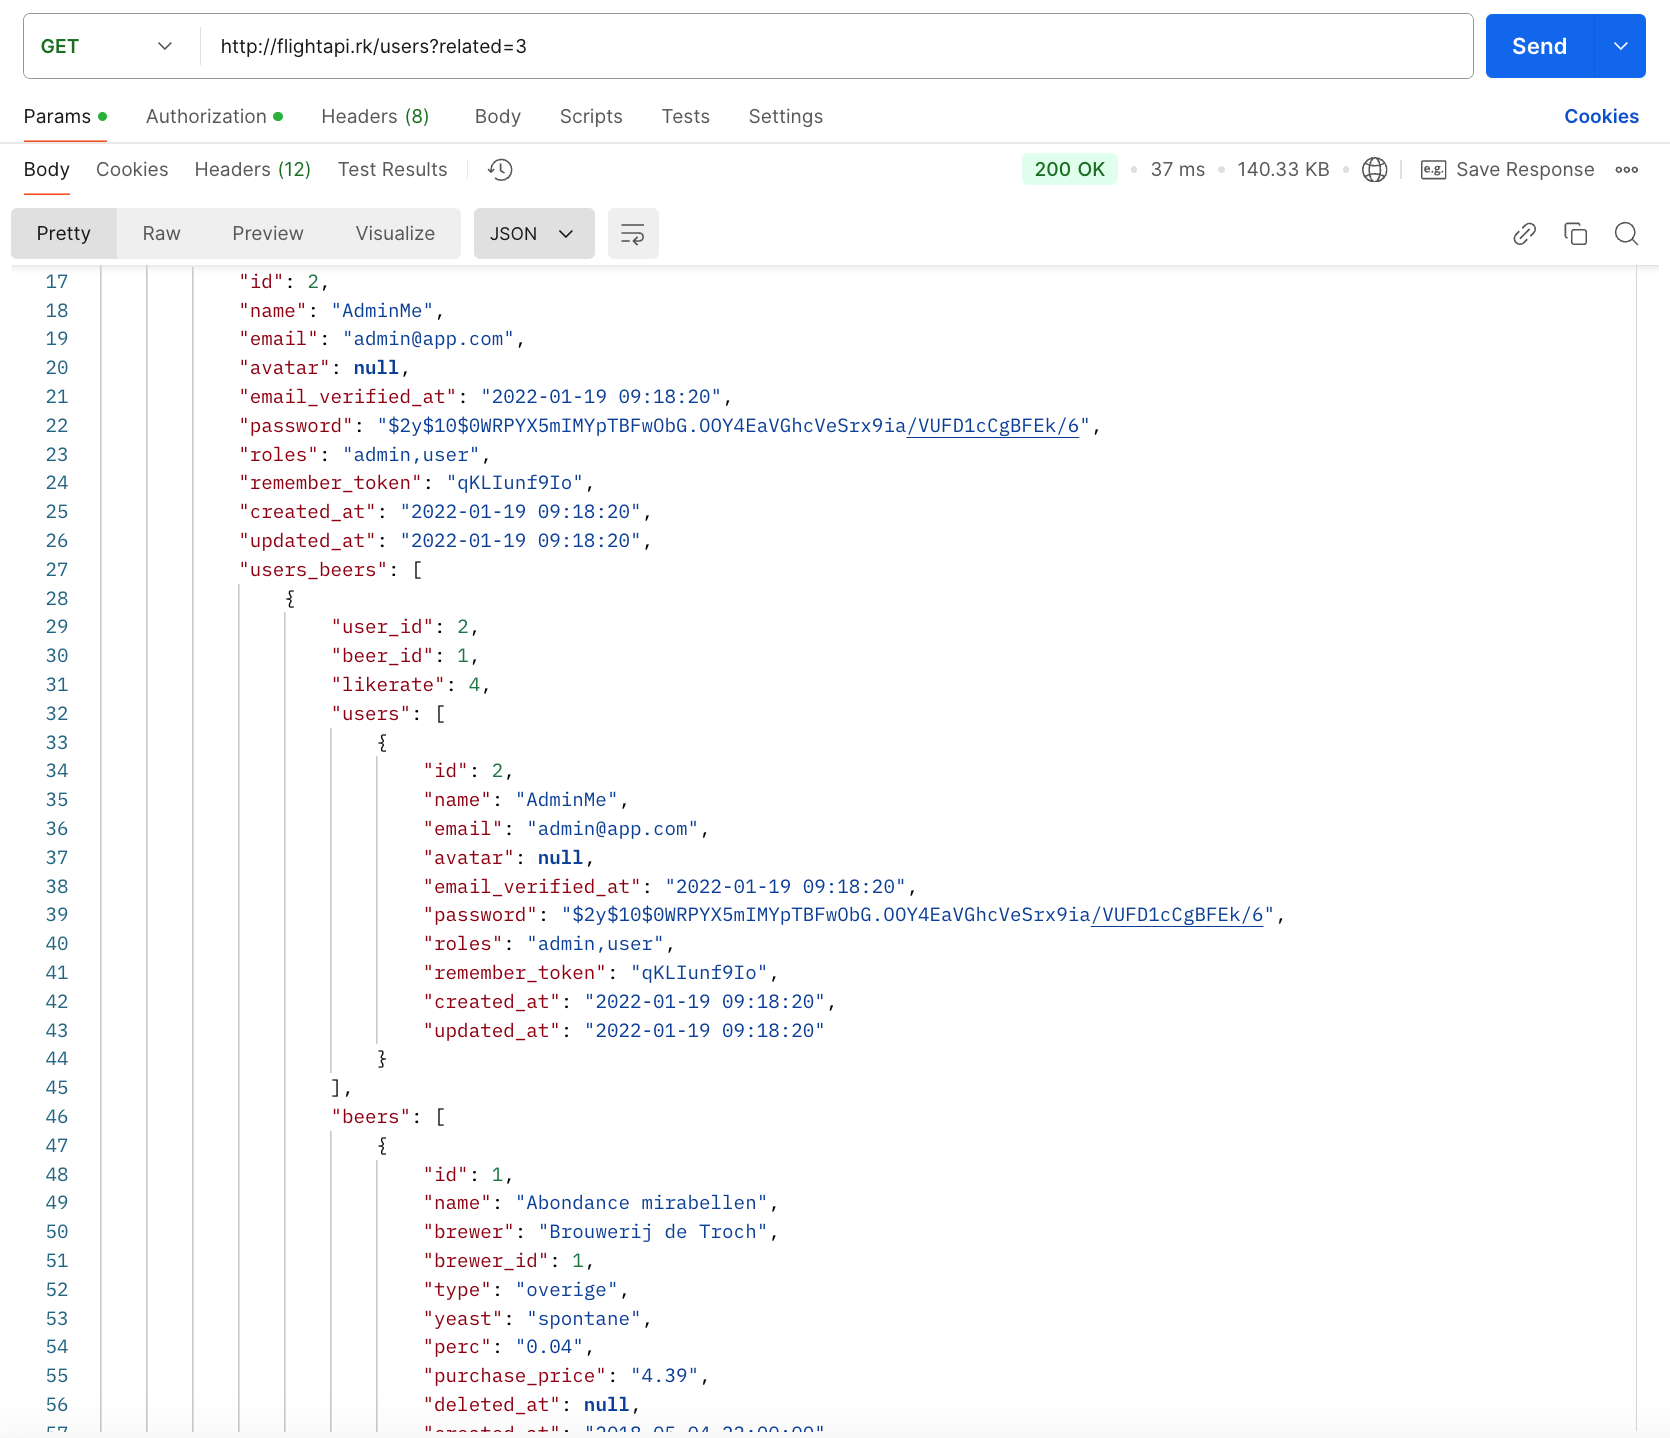 GET http://flightapi.rk/users?related=3 Send
Params Authorization Headers (8) Body Scripts Tests Settings Cookies
Body Cookies Headers (12) Test Results 200 OK 37 ms 140.33 KB e.g. Save Response
Pretty Raw Preview Visualize JSON
17 "id": 2,
18 "name": "AdminMe",
19 "email": "admin@app.com",
20 "avatar": null,
21 "email_verified_at": "2022-01-19 09:18:20",
22 "password": "$2y$10$0WRPYX5mIMYpTBFwObG.OOY4EaVGhcVeSrx9ia/VUFD1cCgBFEk/6",
23 "roles": "admin,user",
24 "remember_token": "qKLIunf9Io",
25 "created_at": "2022-01-19 09:18:20",
26 "updated_at": "2022-01-19 09:18:20",
27 "users_beers": [
28 {
29 "user_id": 2,
30 "beer_id": 1,
31 "likerate": 4,
32 "users": [
33 {
34 "id": 2,
35 "name": "AdminMe",
36 "email": "admin@app.com",
37 "avatar": null,
38 "email_verified_at": "2022-01-19 09:18:20",
39 "password": "$2y$10$0WRPYX5mIMYpTBFwObG.OOY4EaVGhcVeSrx9ia/VUFD1cCgBFEk/6",
40 "roles": "admin,user",
41 "remember_token": "qKLIunf9Io",
42 "created_at": "2022-01-19 09:18:20",
43 "updated_at": "2022-01-19 09:18:20"
44 }
45 ],
46 "beers": [
47 {
48 "id": 1,
49 "name": "Abondance mirabellen",
50 "brewer": "Brouwerij de Troch",
51 "brewer_id": 1,
52 "type": "overige",
53 "yeast": "spontane",
54 "perc": "0.04",
55 "purchase_price": "4.39",
56 "deleted_at": null,
57 "created_at": "2018-05-04 22:00:00"